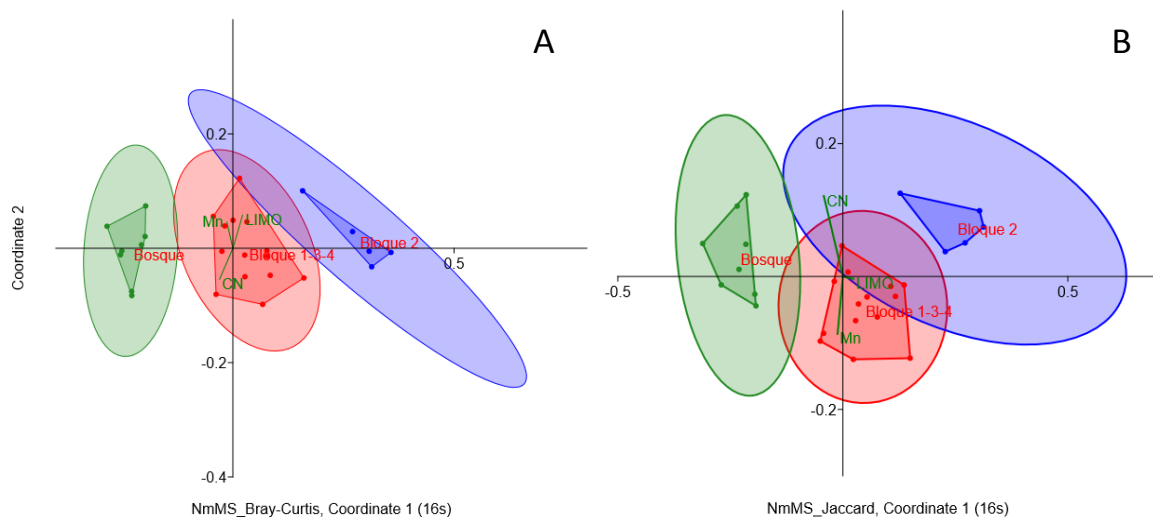 A
B
0.2
Mn
LIMO
Bosque
Bloque 1-3-4
Bloque 2
0.5
CN
-0.2
-0.4
Coordinate 2
NmMS_Bray-Curtis, Coordinate 1 (16s)
0.2
CN
Bloque 2
Bosque
-0.5
LIMO
0.5
Bloque 1-3-4
Mn
-0.2
NmMS_Jaccard, Coordinate 1 (16s)